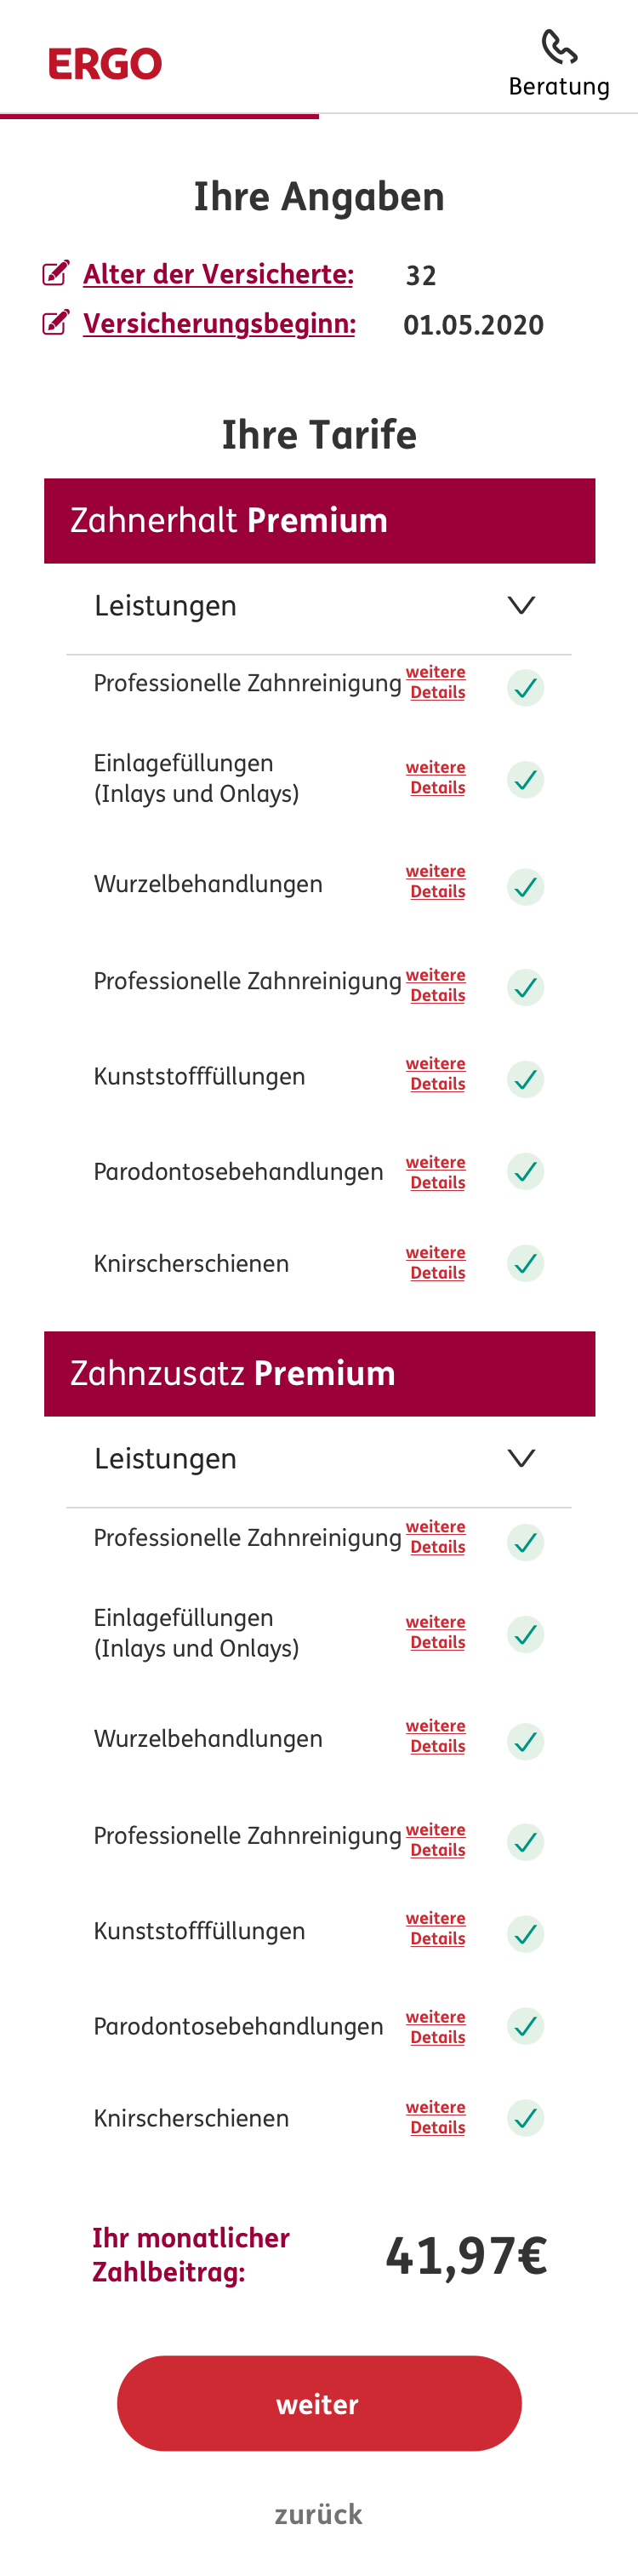 ERGO
Beratung
Ihre Angaben
Alter der Versicherte: 32
Versicherungsbeginn: 01.05.2020
Ihre Tarife
Zahnerhalt Premium
Leistungen
Professionelle Zahnreinigung weitere
Details
Einlagefüllungen
(Inlays und Onlays)
weitere
Details
Wurzelbehandlungen weitere
Details
Professionelle Zahnreinigung weitere
Details
Kunststofffüllungen weitere
Details
Parodontosebehandlungen weitere
Details
Knirscherschienen weitere
Details
Zahnzusatz Premium
Leistungen
Professionelle Zahnreinigung weitere
Details
Einlagefüllungen
(Inlays und Onlays)
weitere
Details
Wurzelbehandlungen weitere
Details
Professionelle Zahnreinigung weitere
Details
Kunststofffüllungen weitere
Details
Parodontosebehandlungen weitere
Details
Knirscherschienen weitere
Details
Ihr monatlicher
Zahlbeitrag:
41,97€
weiter
zurück